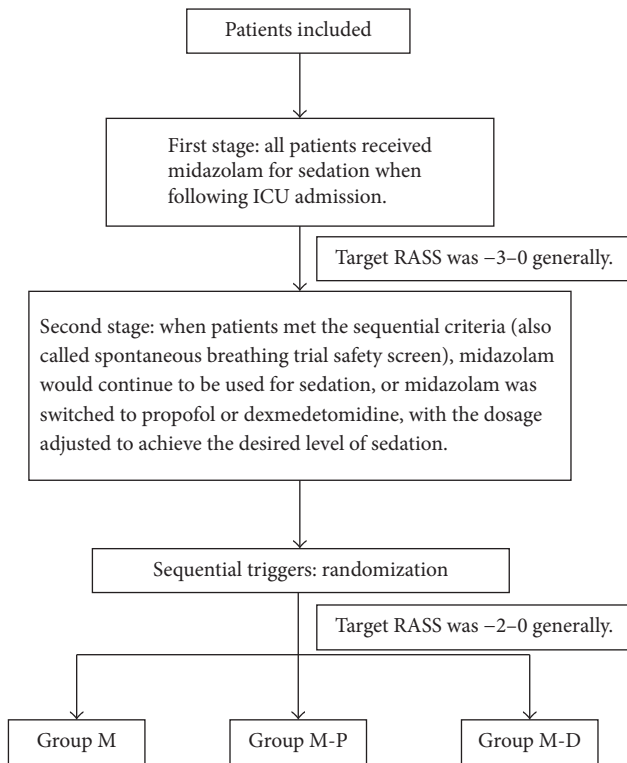 Patients included
First stage: all patients received
midazolam for sedation when
following ICU admission.
Target RASS was −3–0 generally.
Second stage: when patients met the sequential criteria (also
called spontaneous breathing trial safety screen), midazolam
would continue to be used for sedation, or midazolam was
switched to propofol or dexmedetomidine, with the dosage
adjusted to achieve the desired level of sedation.
Sequential triggers: randomization
Target RASS was −2–0 generally.
Group M
Group M-P
Group M-D